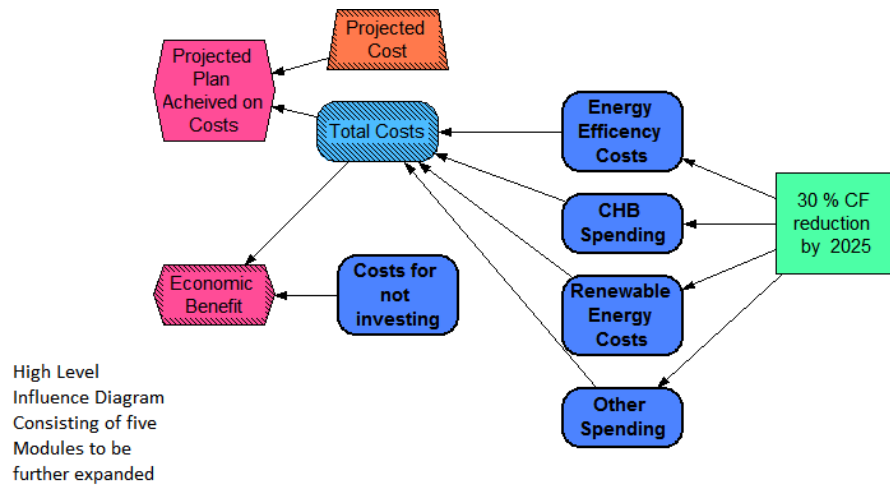 Projected
Plan
Acheived on
Costs
Projected
Cost
Total Costs
Energy
Efficency
Costs
CHB
Spending
30 % CF
reduction
by 2025
Economic
Benefit
Costs for
not
investing
Renewable
Energy
Costs
Other
Spending
High Level
Influence Diagram
Consisting of five
Modules to be
further expanded